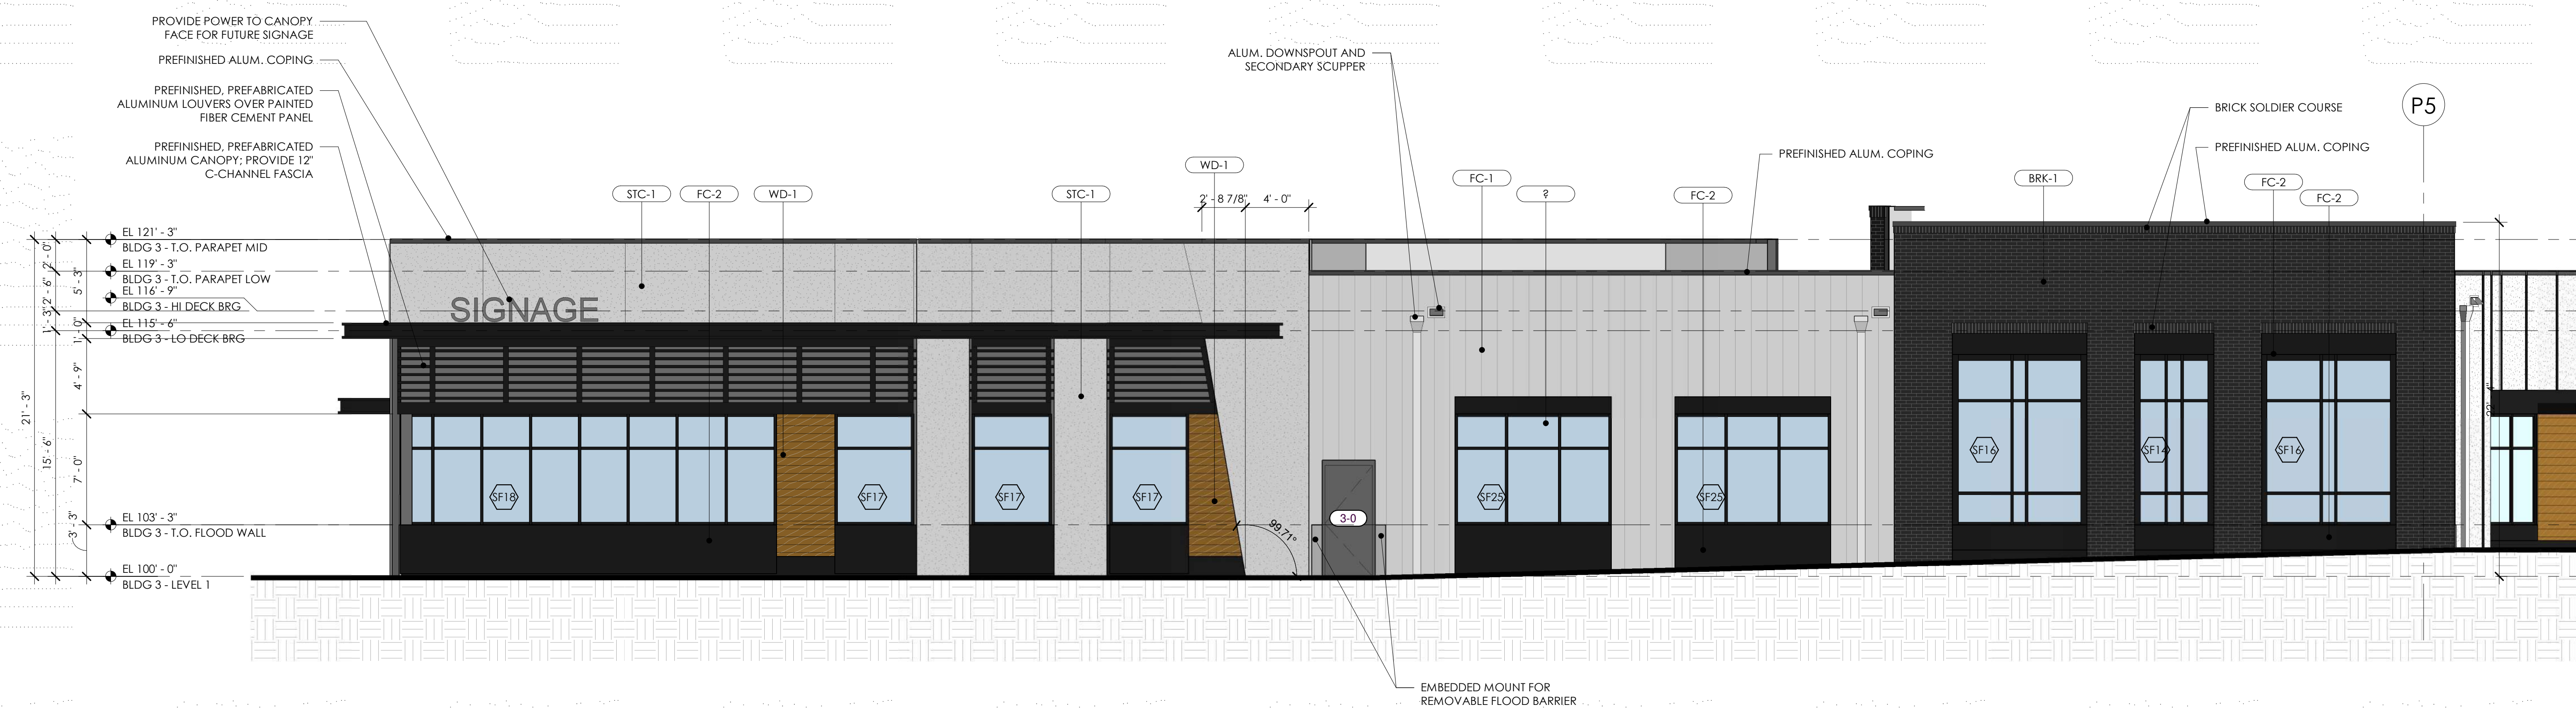 PROVIDE POWER TO CANOPY
FACE FOR FUTURE SIGNAGE
PREFINISHED ALUM. COPING
PREFINISHED, PREFABRICATED
ALUMINUM LOUVERS OVER PAINTED
FIBER CEMENT PANEL
PREFINISHED, PREFABRICATED
ALUMINUM CANOPY; PROVIDE 12"
C-CHANNEL FASCIA
ALUM. DOWNSPOUT AND
SECONDARY SCUPPER
PREFINISHED ALUM. COPING
BRICK SOLDIER COURSE
PREFINISHED ALUM. COPING
P5
STC-1
FC-2
WD-1
STC-1
WD-1
2' - 8 7/8"
4' - 0"
FC-1
?
FC-2
BRK-1
FC-2
FC-2
EL 121' - 3"
BLDG 3 - T.O. PARAPET MID
EL 119' - 3"
BLDG 3 - T.O. PARAPET LOW
EL 116' - 9"
BLDG 3 - HI DECK BRG
EL 115' - 6"
BLDG 3 - LO DECK BRG
EL 103' - 3"
BLDG 3 - T.O. FLOOD WALL
EL 100' - 0"
BLDG 3 - LEVEL 1
21' - 3"
2' - 0"
2' - 6"
1' - 3"
15' - 6"
5' - 3"
1' - 0"
4' - 9"
7' - 0"
3' - 3"
SIGNAGE
SF18
SF17
SF17
SF17
SF25
SF25
SF16
SF14
SF16
99.71°
3-0
EMBEDDED MOUNT FOR
REMOVABLE FLOOD BARRIER